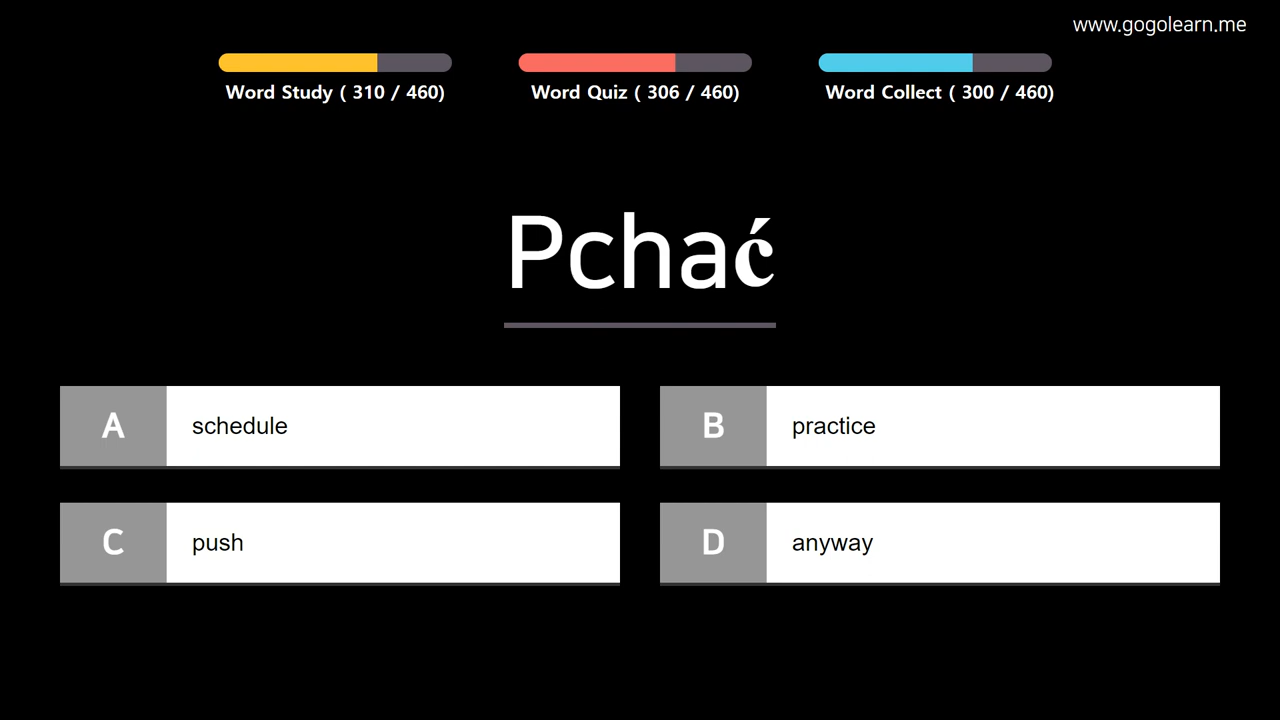 www.gogolearn.me
Word Study ( 310 / 460)
Word Quiz ( 306 / 460)
Word Collect ( 300 / 460)
Pchać
A schedule
B practice
C push
D anyway